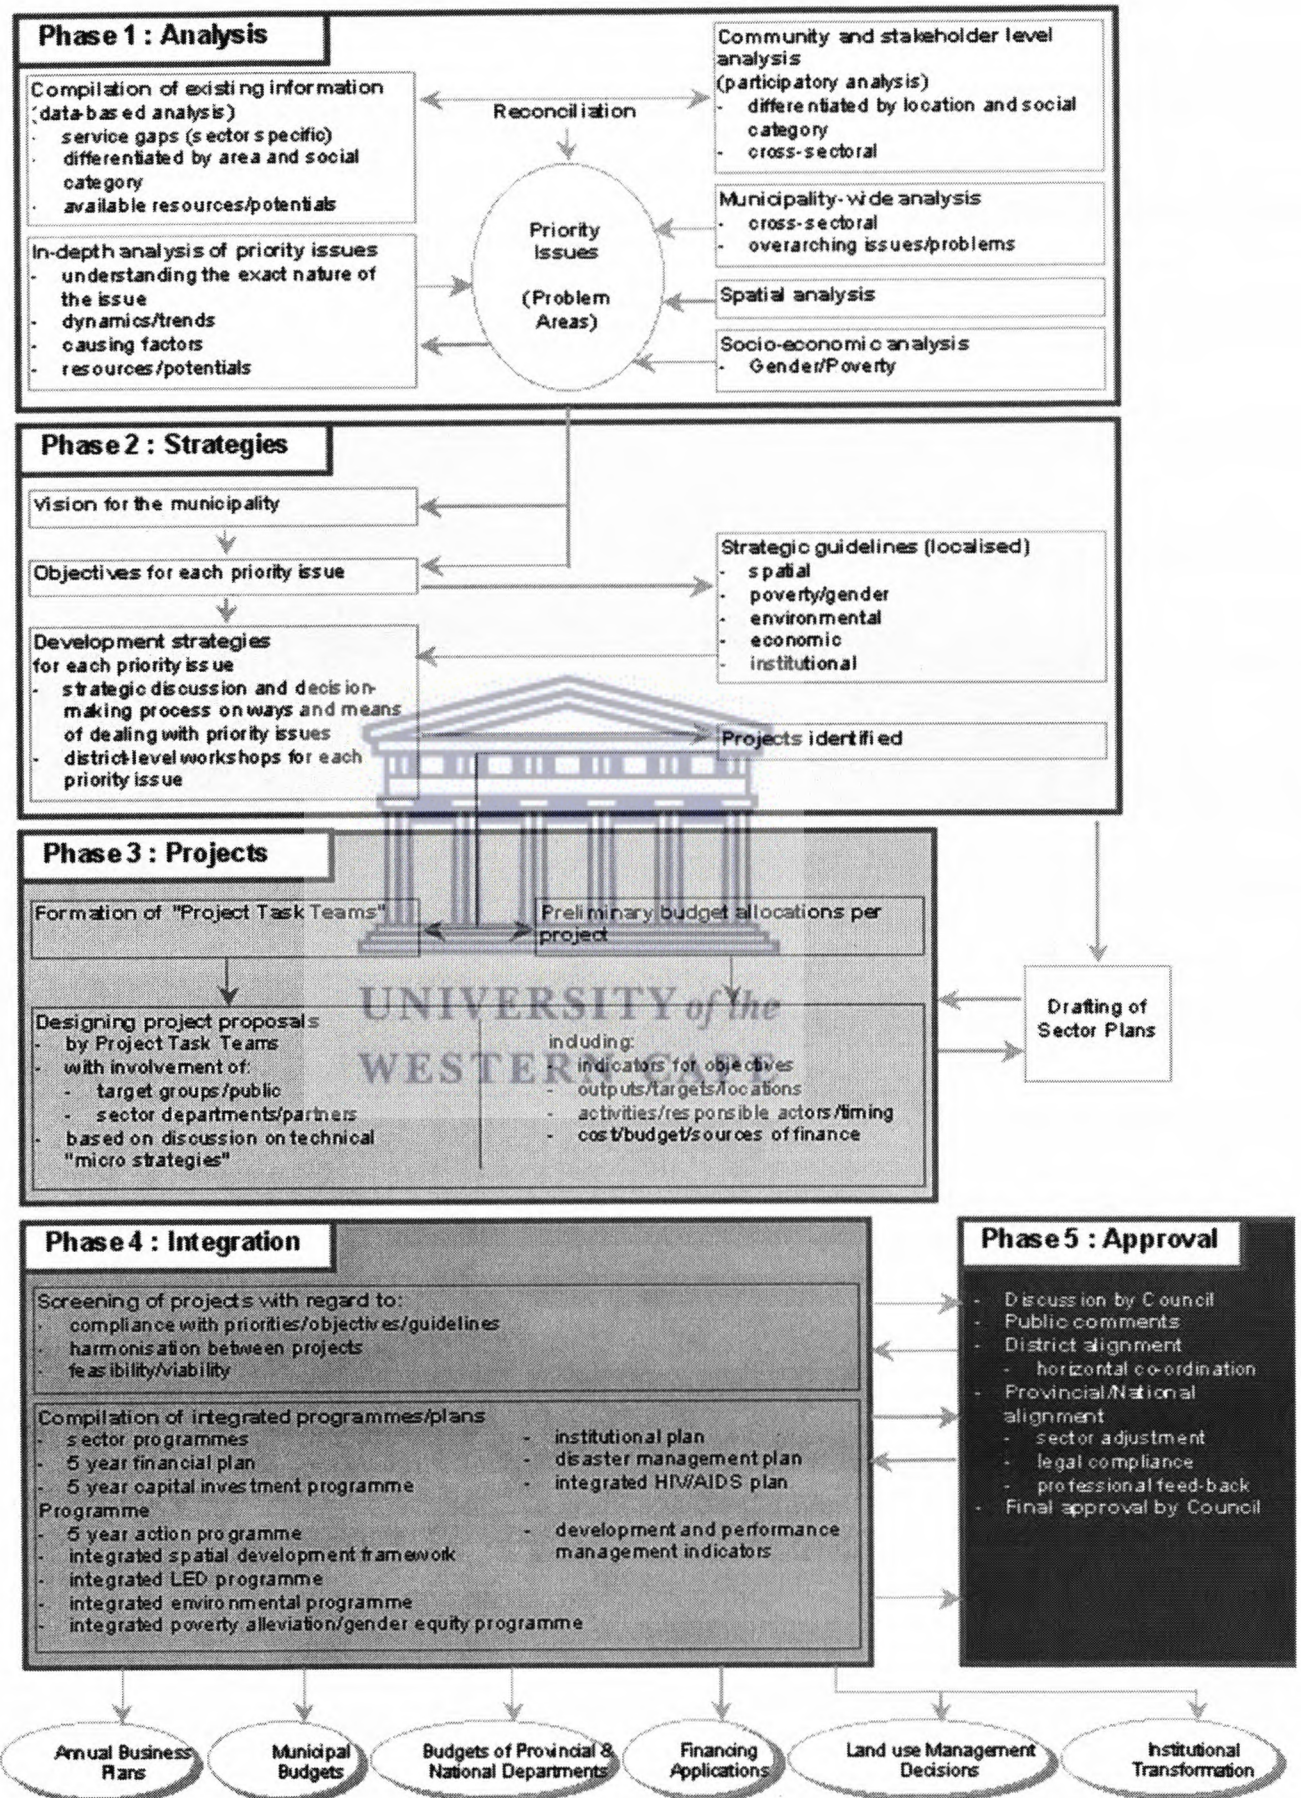 Phase 1 : Analysis
Compilation of existing information
(data-based analysis)
- service gaps (sector specific)
- differentiated by area and social
category
- available resources/potentials
Reconciliation
Community and stakeholder level
analysis
(participatory analysis)
- differentiated by location and social
category
- cross-sectoral
In-depth analysis of priority issues
- understanding the exact nature of
the issue
- dynamics/trends
- causing factors
- resources/potentials
Priority
Issues
(Problem
Areas)
Municipality-wide analysis
- cross-sectoral
- overarching issues/problems
Spatial analysis
Socio-economic analysis
- Gender/Poverty
Phase 2 : Strategies
Vision for the municipality
Objectives for each priority issue
Development strategies
for each priority issue
- strategic discussion and decision-
making process on ways and means
of dealing with priority issues
- district-level workshops for each
priority issue
Strategic guidelines (localised)
- spatial
- poverty/gender
- environmental
- economic
- institutional
Projects identified
Phase 3 : Projects
Formation of "Project Task Teams"
Preliminary budget allocations per
project
UNIVERSITY of the
WESTERN CAPE
Designing project proposals
- by Project Task Teams
- with involvement of:
- target groups/public
- sector departments/partners
- based on discussion on technical
"micro strategies"
including:
- indicators for objectives
- outputs/targets/locations
- activities/responsible actors/timing
- cost/budget/sources of finance
Drafting of
Sector Plans
Phase 4 : Integration
Screening of projects with regard to:
- compliance with priorities/objectives/guidelines
- harmonisation between projects
- feasibility/viability
Compilation of integrated programmes/plans
- sector programmes
- 5 year financial plan
- 5 year capital investment programme
Programme
- 5 year action programme
- integrated spatial development framework
- integrated LED programme
- integrated environmental programme
- integrated poverty alleviation/gender equity programme
- institutional plan
- disaster management plan
- integrated HIV/AIDS plan
- development and performance
management indicators
Phase 5 : Approval
- Discussion by Council
- Public comments
- District alignment
- horizontal co-ordination
- Provincial/National
alignment
- sector adjustment
- legal compliance
- professional feed-back
- Final approval by Council
Annual Business
Plans
Municipal
Budgets
Budgets of Provincial &
National Departments
Financing
Applications
Land use Management
Decisions
Institutional
Transformation